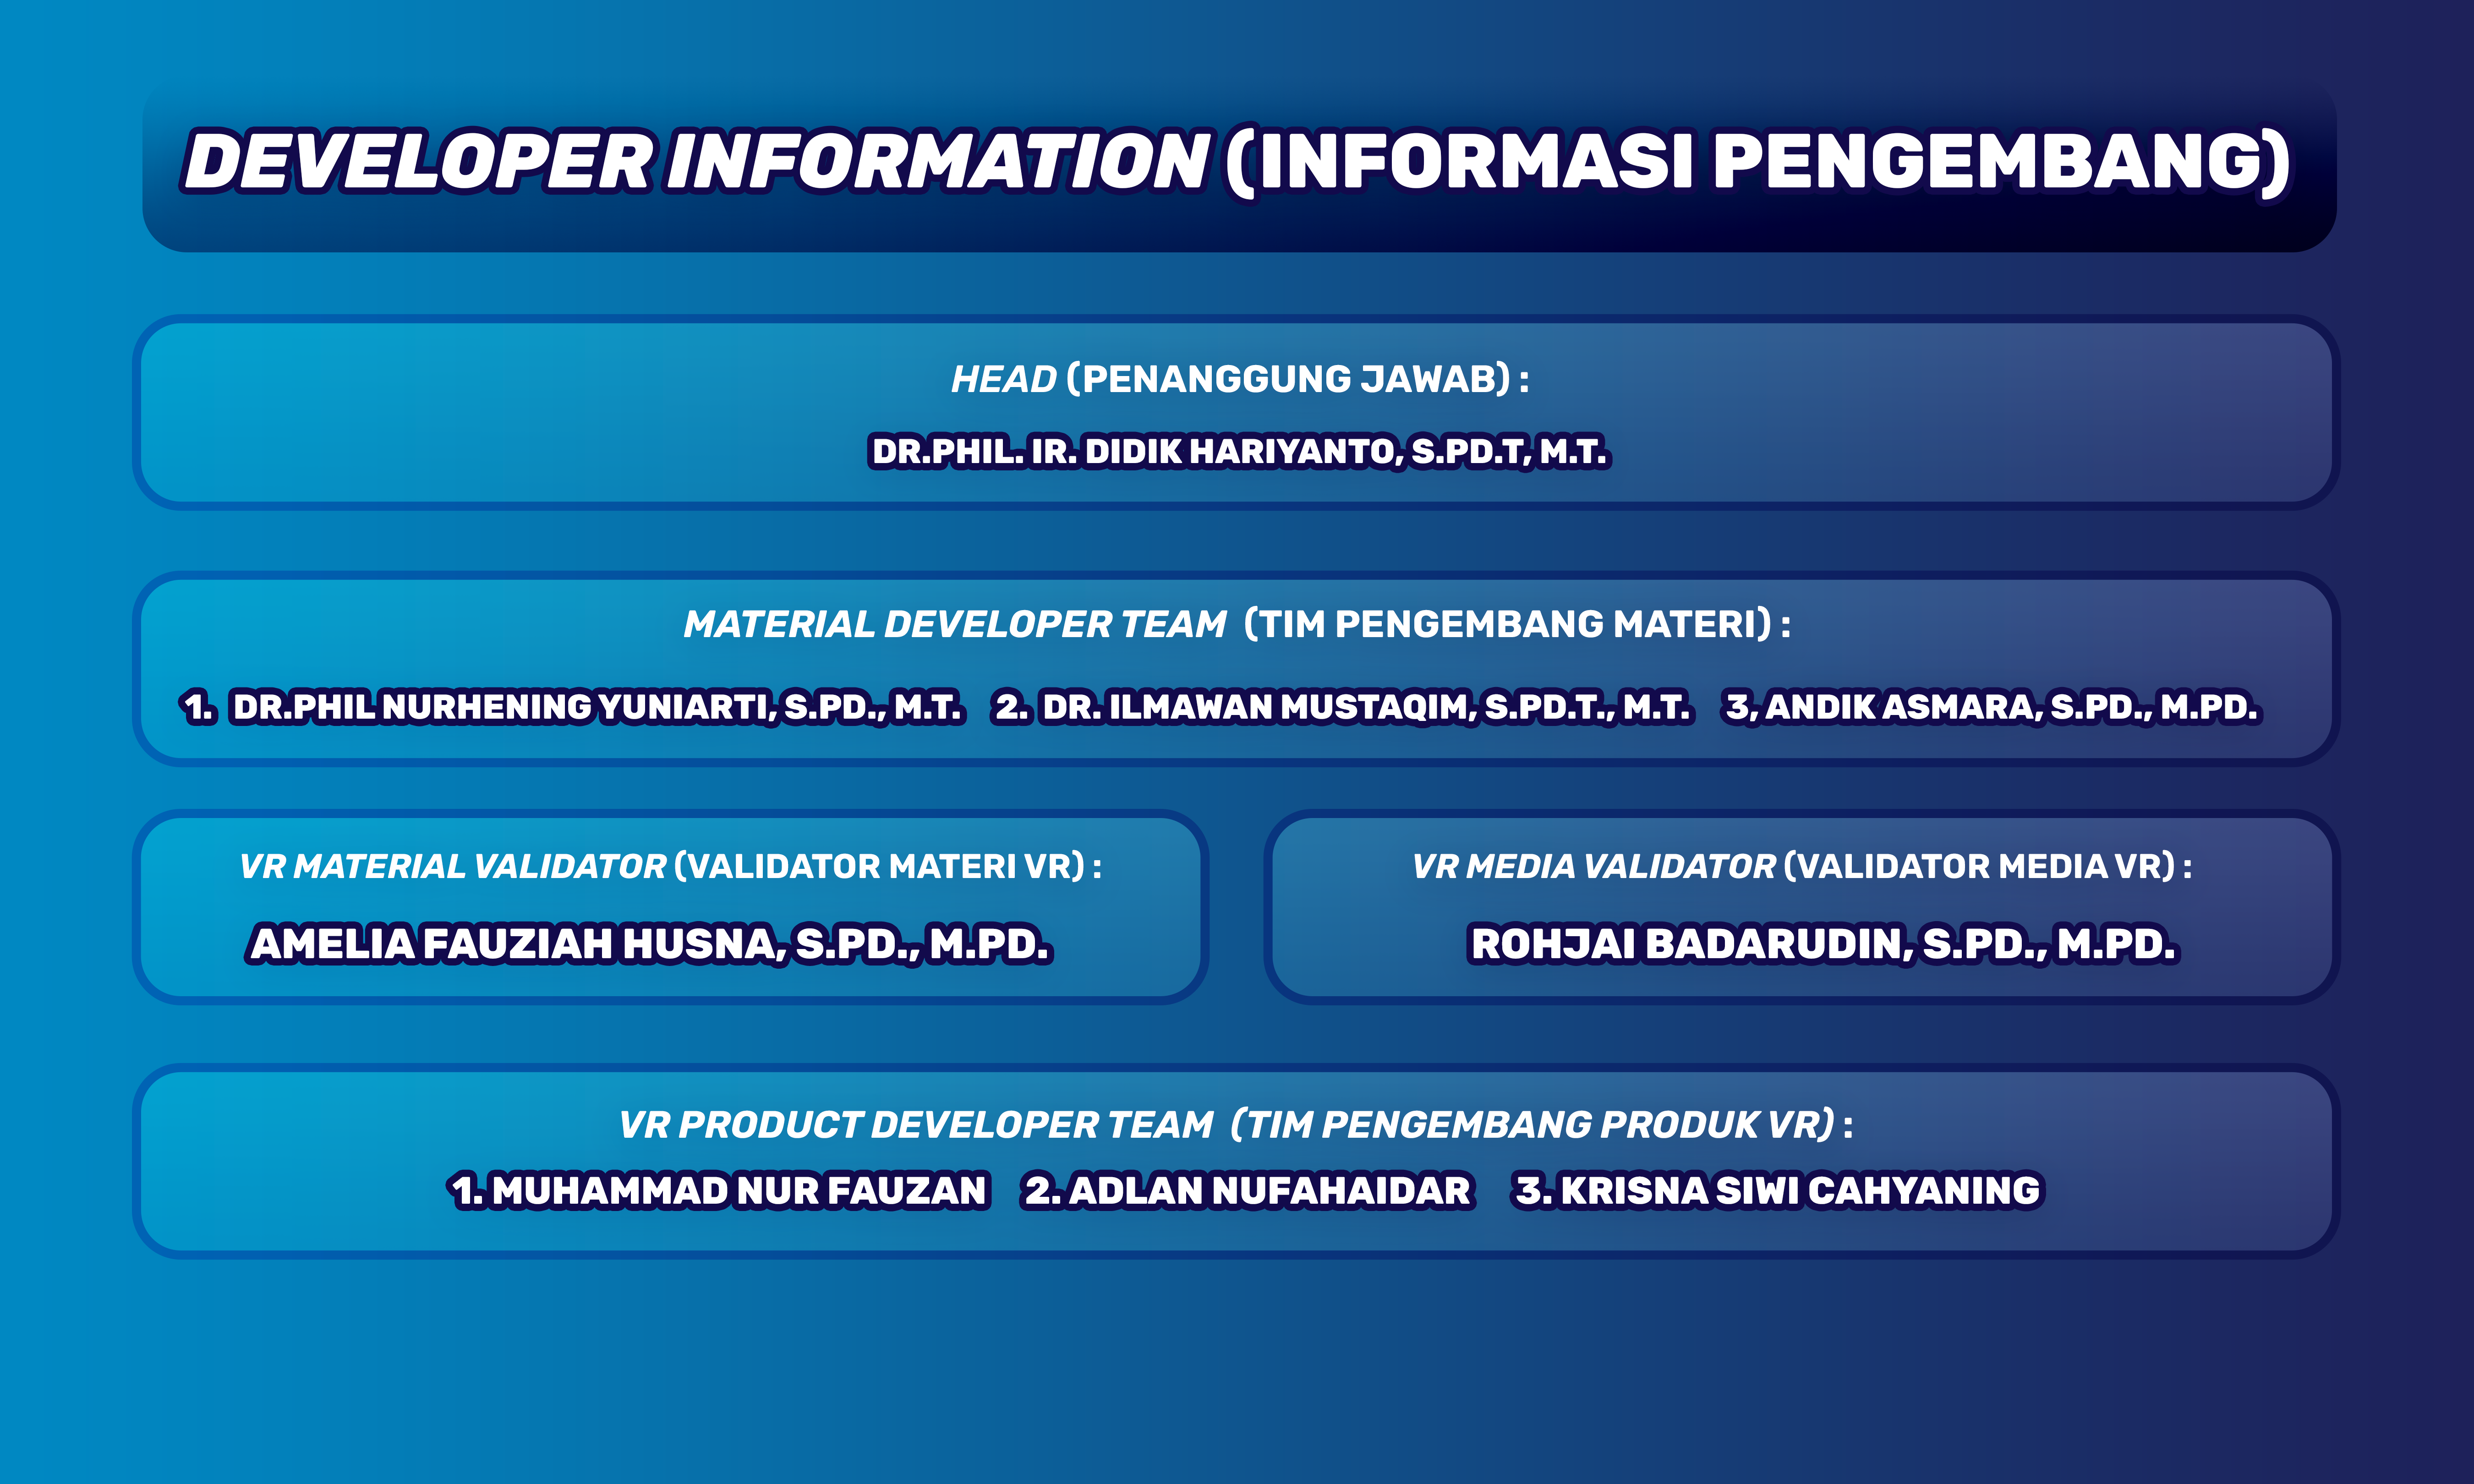 DEVELOPER INFORMATION (INFORMASI PENGEMBANG)
HEAD (PENANGGUNG JAWAB) :
DR.PHIL. IR. DIDIK HARIYANTO, S.PD.T, M.T.
MATERIAL DEVELOPER TEAM (TIM PENGEMBANG MATERI) :
1. DR.PHIL NURHENING YUNIARTI, S.PD., M.T. 2. DR. ILMAWAN MUSTAQIM, S.PD.T., M.T. 3, ANDIK ASMARA, S.PD., M.PD.
VR MATERIAL VALIDATOR (VALIDATOR MATERI VR) :
AMELIA FAUZIAH HUSNA, S.PD., M.PD.
VR MEDIA VALIDATOR (VALIDATOR MEDIA VR) :
ROHJAI BADARUDIN, S.PD., M.PD.
VR PRODUCT DEVELOPER TEAM (TIM PENGEMBANG PRODUK VR) :
1. MUHAMMAD NUR FAUZAN 2. ADLAN NUFAHAIDAR 3. KRISNA SIWI CAHYANING